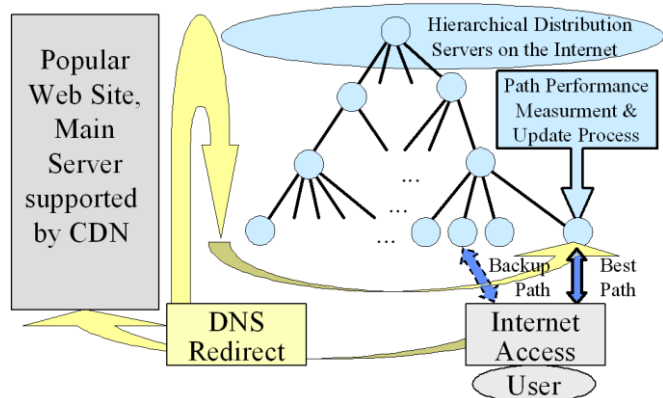 Popular
Web Site,
Main
Server
supported
by CDN
Hierarchical Distribution
Servers on the Internet
Path Performance
Measurment &
Update Process
...
...
...
Backup
Path
Best
Path
DNS
Redirect
Internet
Access
User